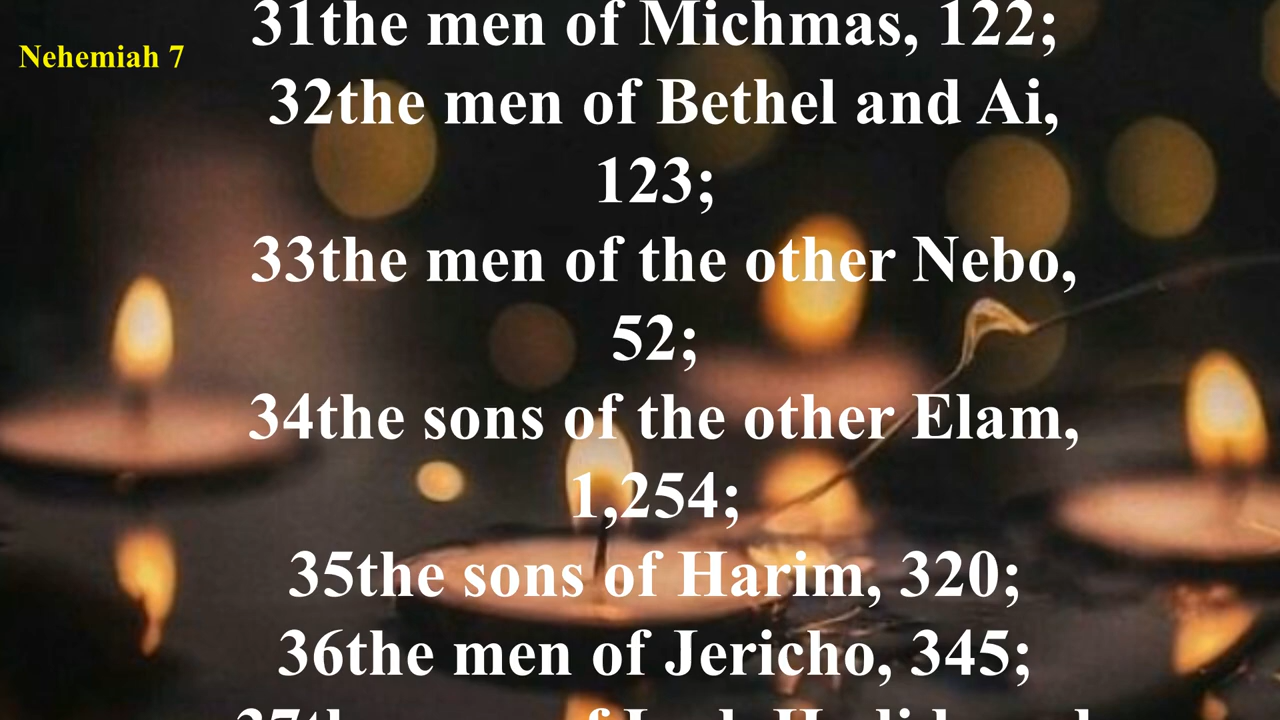 Nehemiah 7
31the men of Michmas, 122;
32the men of Bethel and Ai,
123;
33the men of the other Nebo,
52;
34the sons of the other Elam,
1,254;
35the sons of Harim, 320;
36the men of Jericho, 345;